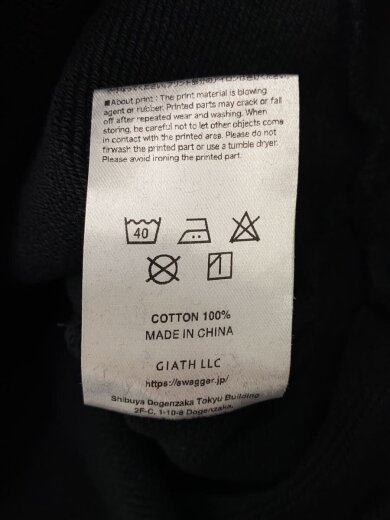 ■About print : The print material is blowing
agent or rubber. Printed parts may crack or fall
off after repeated wear and washing. When
storing, be careful not to let other objects come
in contact with the printed area. Please do not
firwash the printed part or use a tumble dryer.
Please avoid ironing the printed part.
40
COTTON 100%
MADE IN CHINA
GIATH LLC
https://swagger.jp/
Shibuya Dogenzaka Tokyu Building
2F-C, 1-10-8 Dogenzaka,